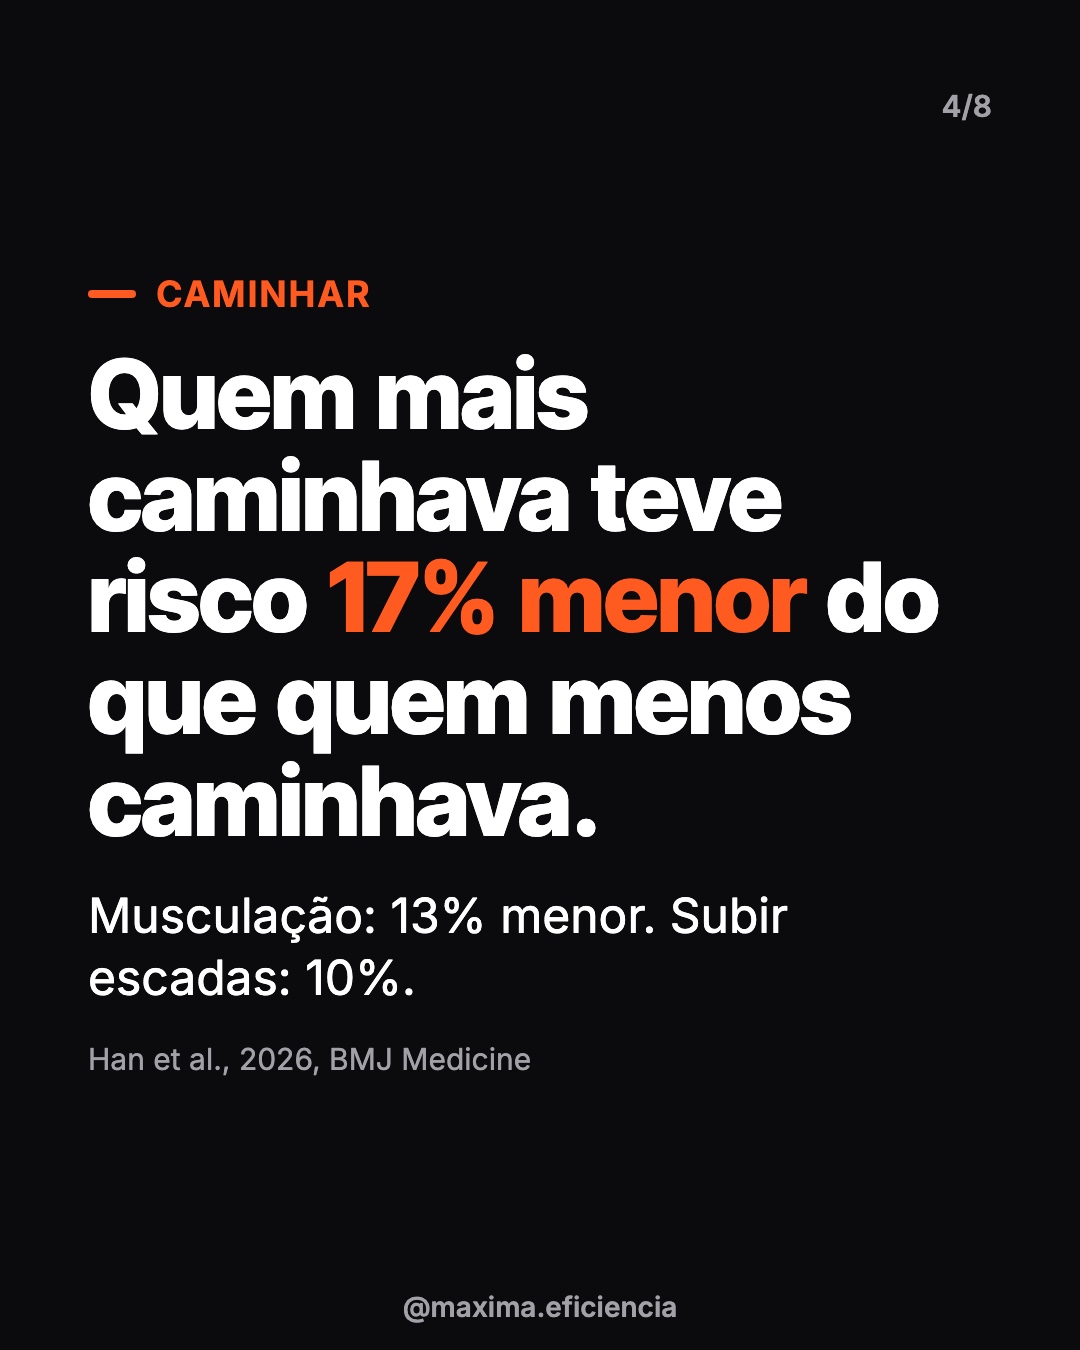 4/8
CAMINHAR
Quem mais
caminhava teve
risco 17% menor do
que quem menos
caminhava.
Musculação: 13% menor. Subir
escadas: 10%.
Han et al., 2026, BMJ Medicine
@maxima.eficiencia